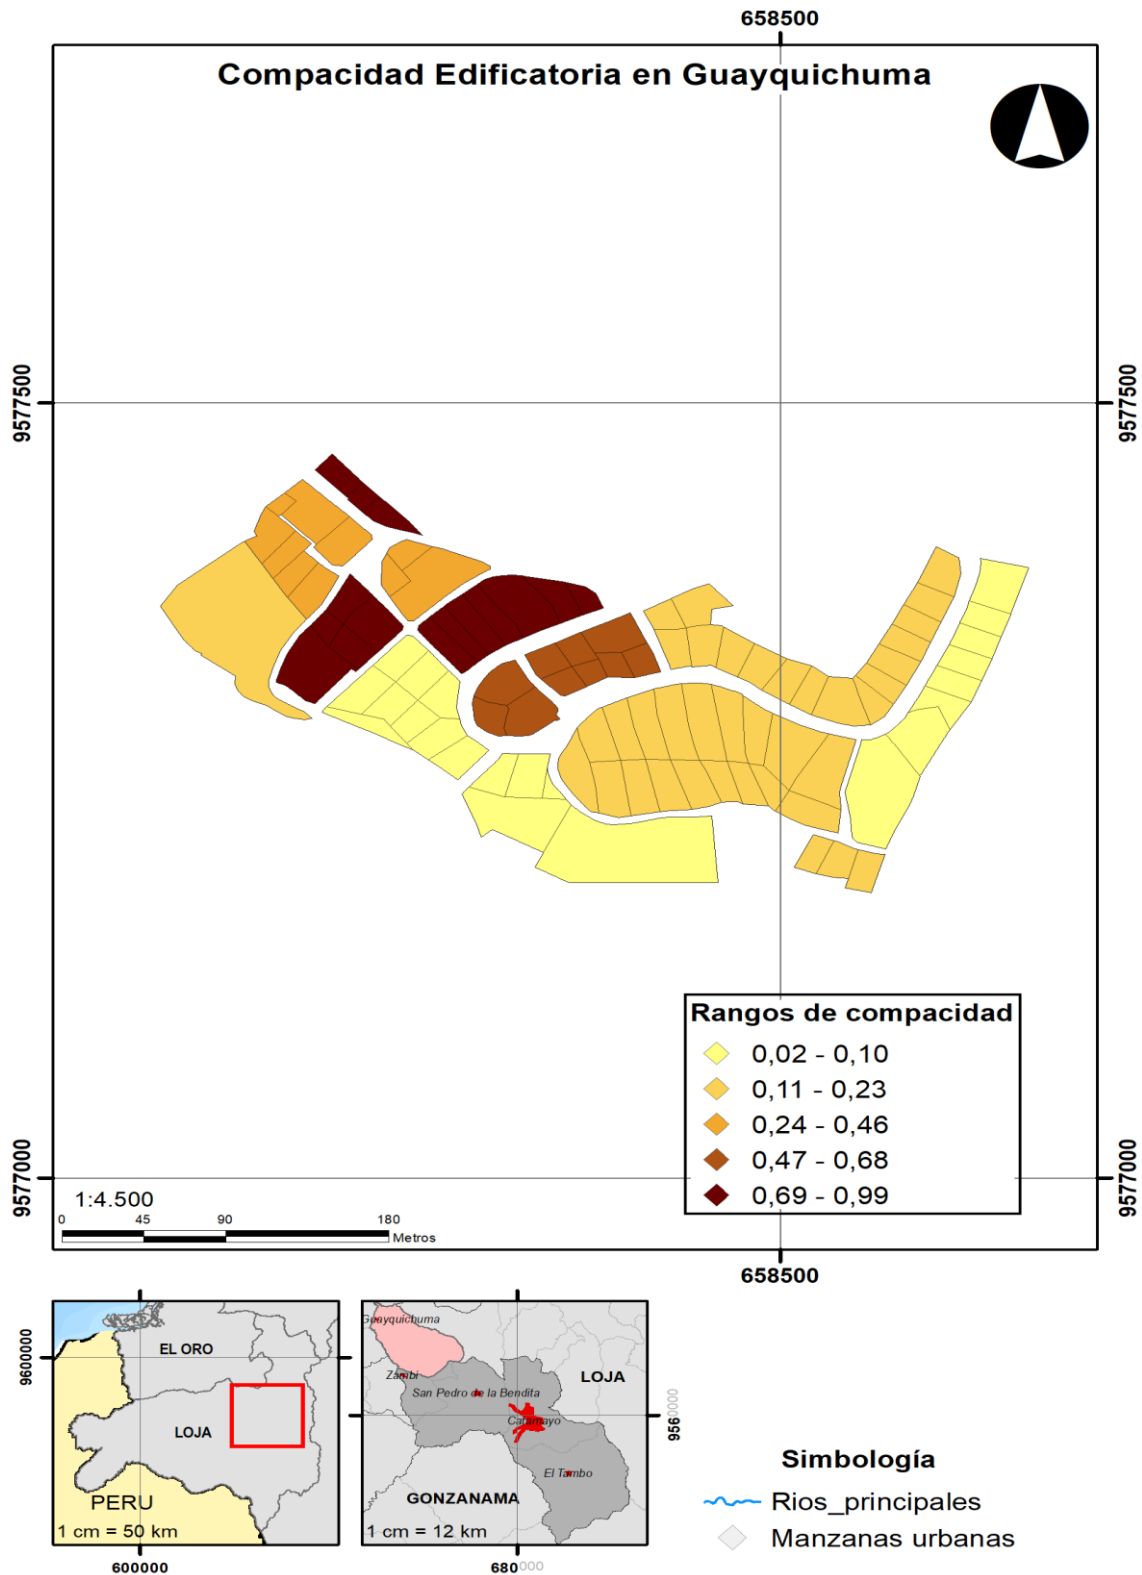 658500
Compacidad Edificatoria en Guayquichuma
9577500
9577500
Rangos de compacidad
0,02 - 0,10
0,11 - 0,23
0,24 - 0,46
0,47 - 0,68
0,69 - 0,99
9577000
9577000
1:4.500
0 45 90 180
Metros
658500
9600000
EL ORO
LOJA
PERU
1 cm = 50 km
600000
Guayquichuma
Zambi
San Pedro de la Bendita
LOJA
Catamayo
El Tambo
GONZANAMA
1 cm = 12 km
9560000
680000
Simbología
Rios_principales
Manzanas urbanas